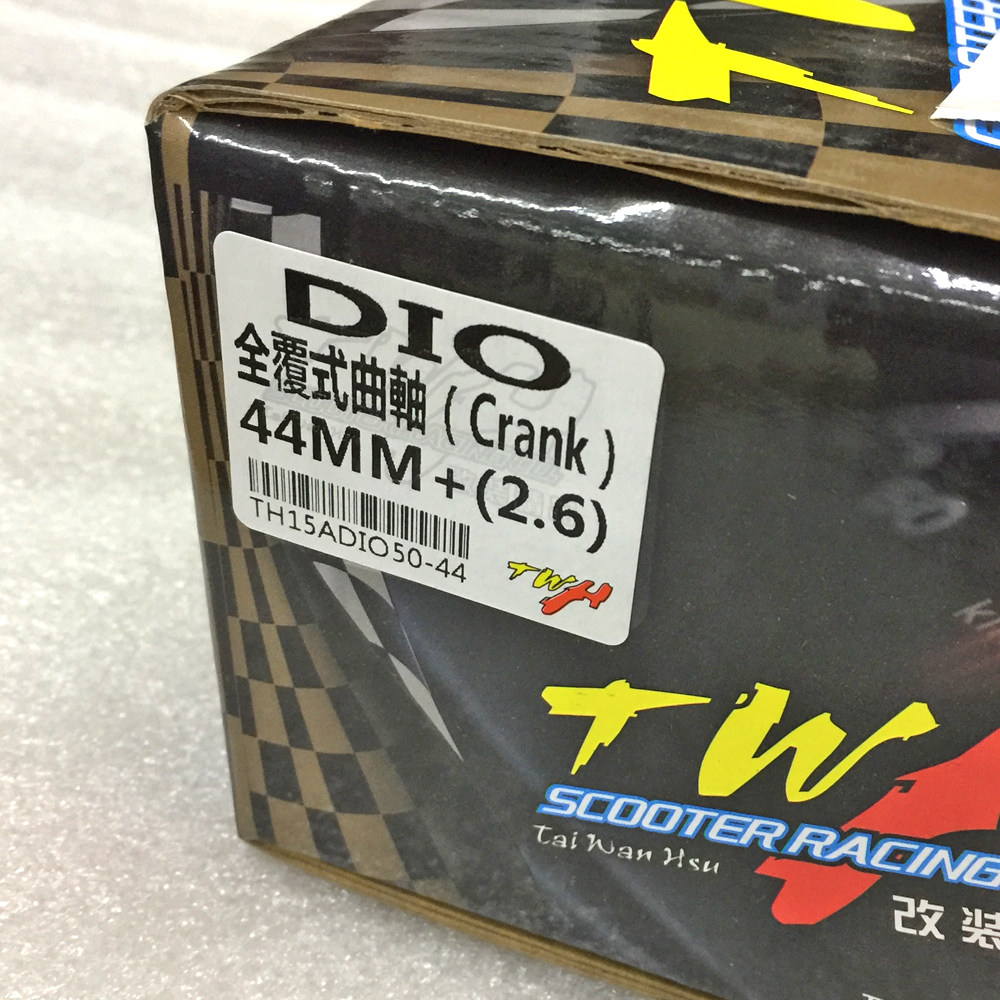 DIO
全覆式曲軸 (Crank)
44MM+(2.6)
TH15ADIO50-44
TWH
TWH
SCOOTER RACING
Tai Wan Hsu
改装